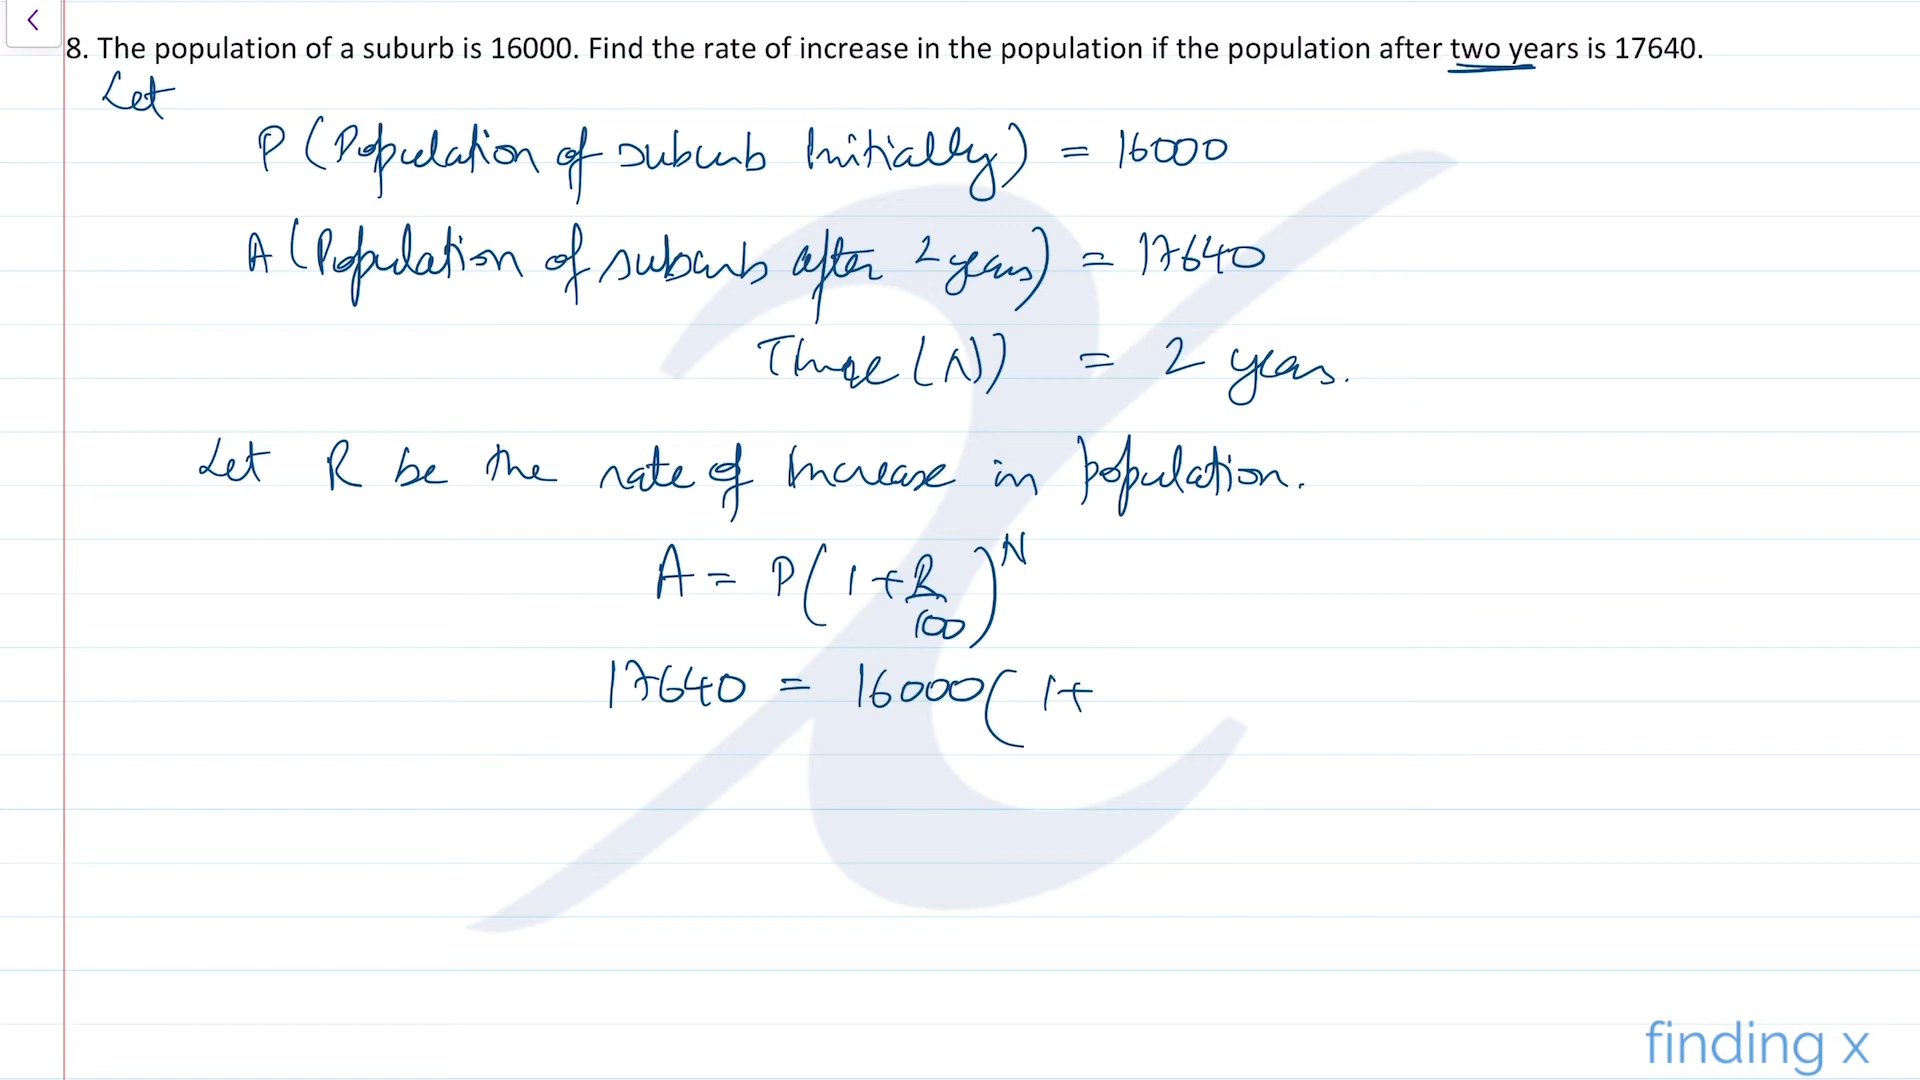 8. The population of a suburb is 16000. Find the rate of increase in the population if the population after two years is 17640.
Let
P (Population of suburb Initially) = 16000
A (Population of suburb after 2 years) = 17640
(N) = 2 years.
Let R be the rate of Increase in population.
A = P(1+R/100)^N
17640 = 16000(1+
finding x